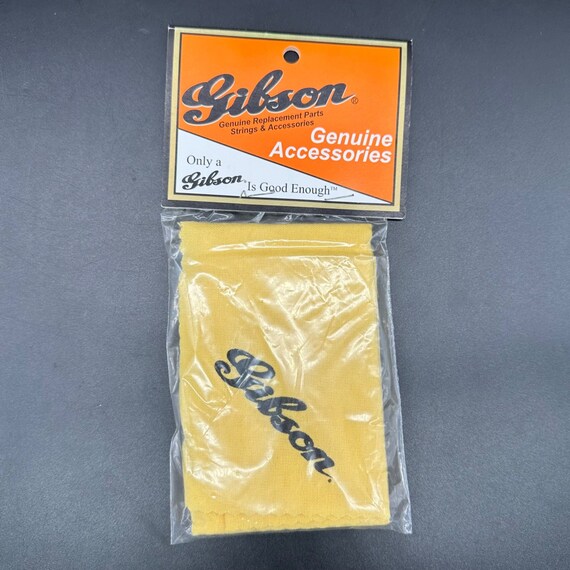 Gibson®
Genuine Replacement Parts
Strings & Accessories
Genuine
Accessories
Only a
Gibson
Is Good Enough™
Gibson